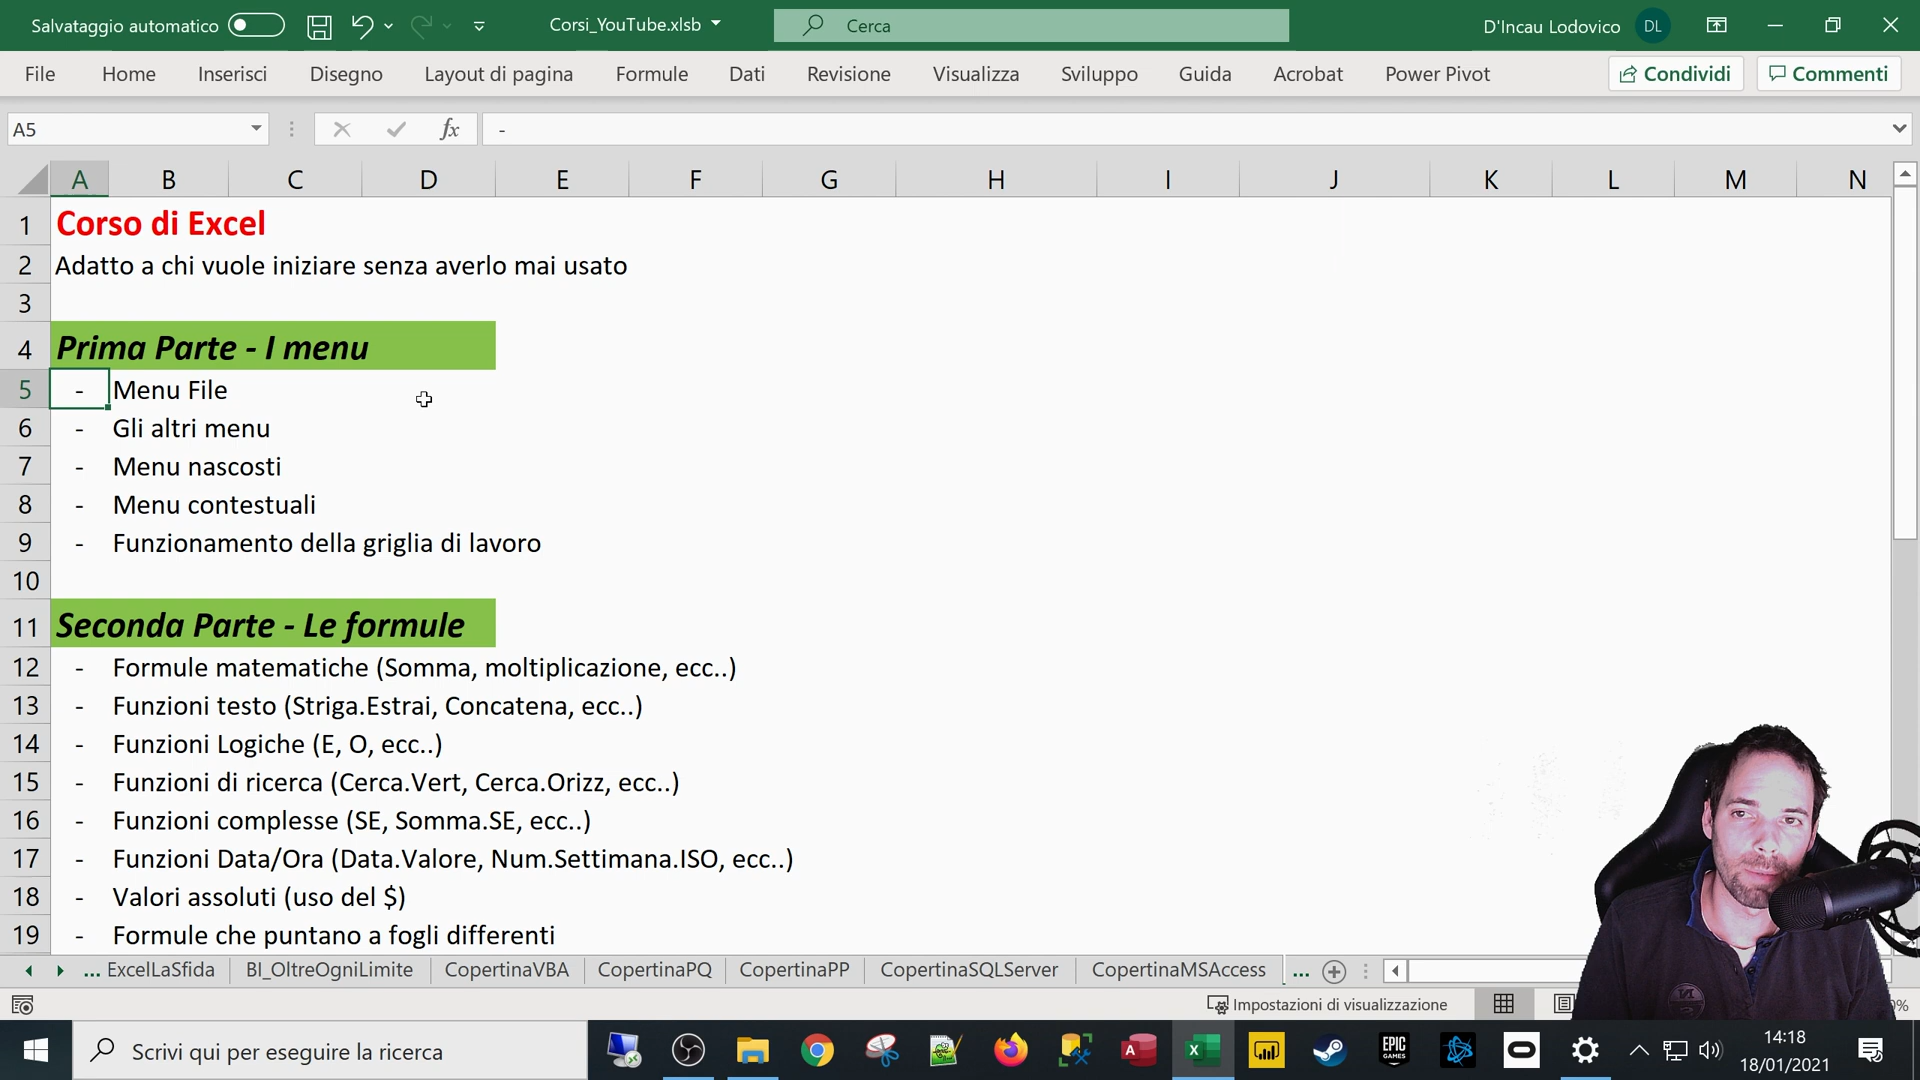 Salvataggio automatico
Corsi_YouTube.xlsb
Cerca
D'Incau Lodovico
DL
File Home Inserisci Disegno Layout di pagina Formule Dati Revisione Visualizza Sviluppo Guida Acrobat Power Pivot Condividi Commenti
A5 fx -
A B C D E F G H I J K L M N
1 Corso di Excel
2 Adatto a chi vuole iniziare senza averlo mai usato
3
4 Prima Parte - I menu
5 - Menu File
6 - Gli altri menu
7 - Menu nascosti
8 - Menu contestuali
9 - Funzionamento della griglia di lavoro
10
11 Seconda Parte - Le formule
12 - Formule matematiche (Somma, moltiplicazione, ecc..)
13 - Funzioni testo (Striga.Estrai, Concatena, ecc..)
14 - Funzioni Logiche (E, O, ecc..)
15 - Funzioni di ricerca (Cerca.Vert, Cerca.Orizz, ecc..)
16 - Funzioni complesse (SE, Somma.SE, ecc..)
17 - Funzioni Data/Ora (Data.Valore, Num.Settimana.ISO, ecc..)
18 - Valori assoluti (uso del $)
19 - Formule che puntano a fogli differenti
... ExcelLaSfida BI_OltreOgniLimite CopertinaVBA CopertinaPQ CopertinaPP CopertinaSQLServer CopertinaMSAccess ...
Impostazioni di visualizzazione
Scrivi qui per eseguire la ricerca
EPIC GAMES
14:18
18/01/2021